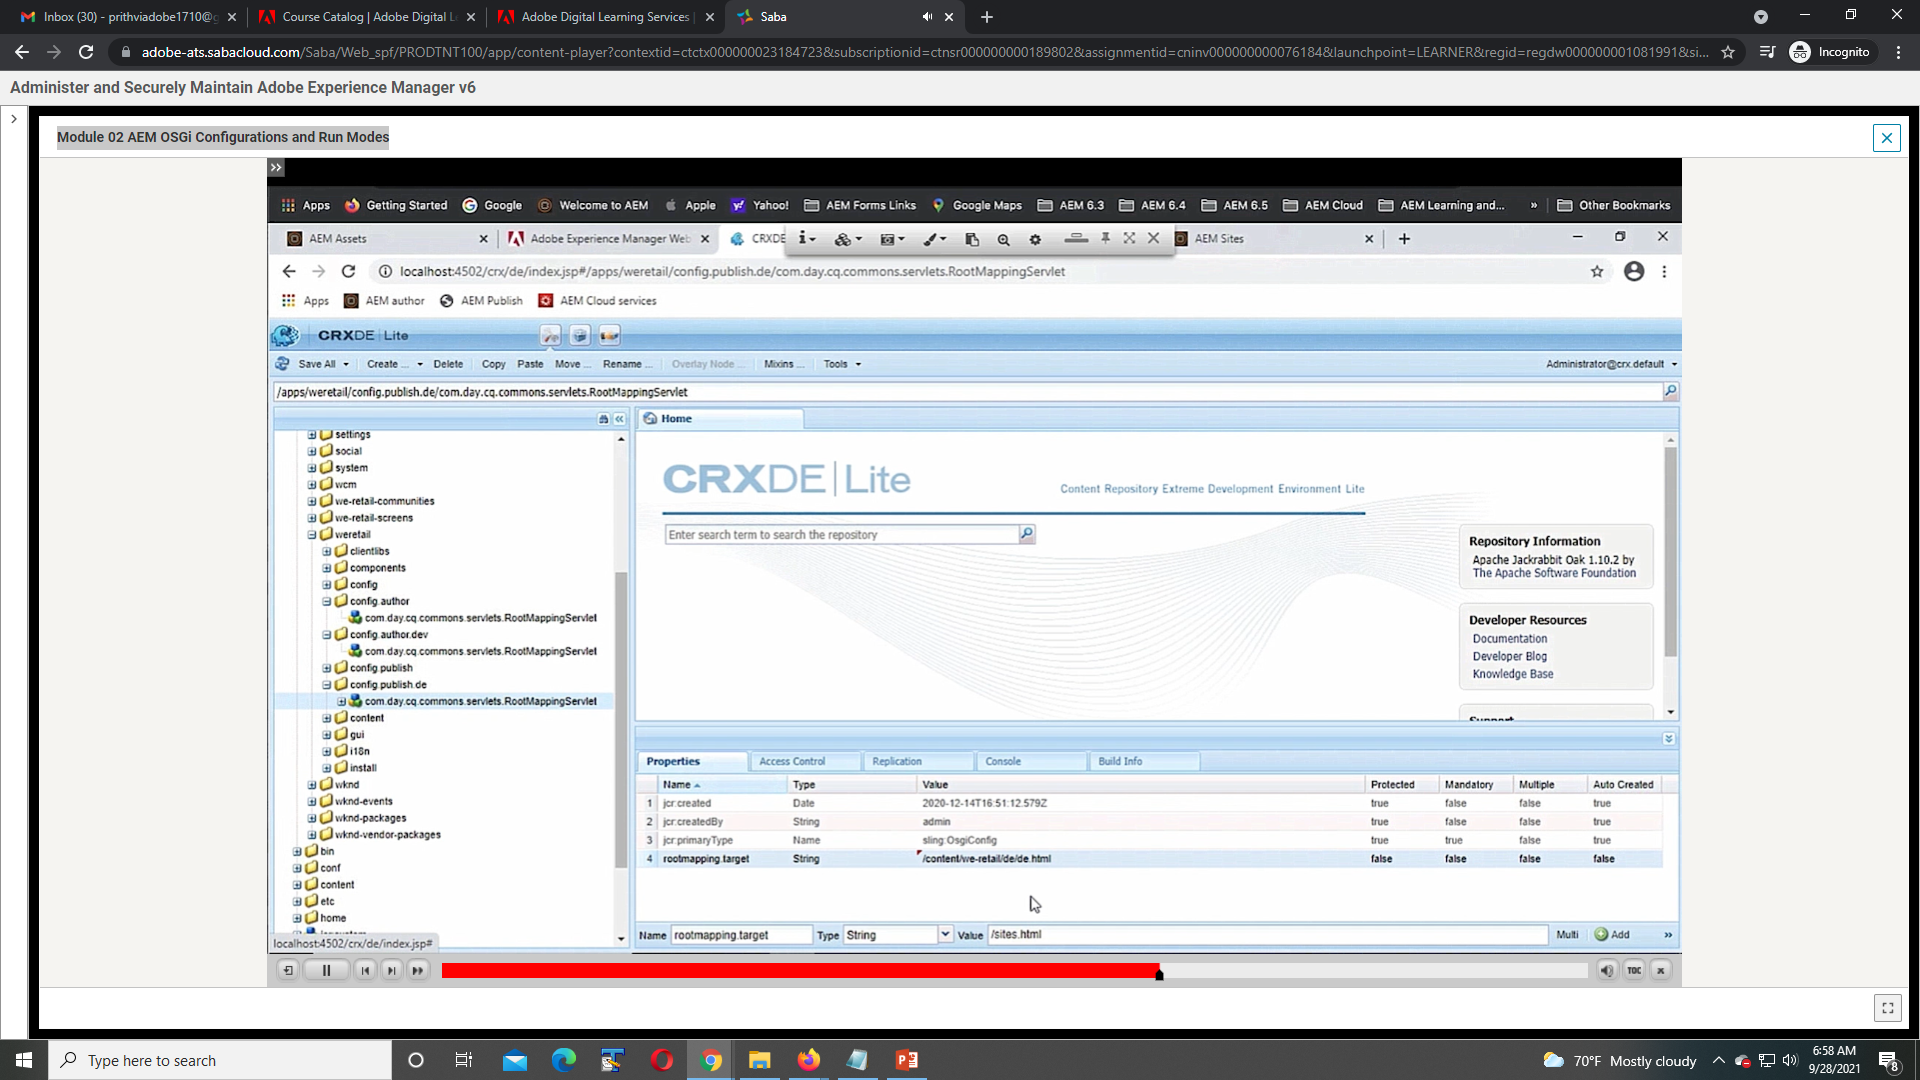 Inbox (30) - prithviadobe1710@g
Course Catalog | Adobe Digital L
Adobe Digital Learning Services |
Saba
adobe-ats.sabacloud.com/Saba/Web_spf/PRODTNT100/app/content-player?contextid=ctctx000000023184723&subscriptionid=ctnsr000000000189802&assignmentid=cninv000000000076184&launchpoint=LEARNER&regid=regdw000000001081991&si...
Incognito
Administer and Securely Maintain Adobe Experience Manager v6
Module 02 AEM OSGi Configurations and Run Modes
Apps Getting Started Google Welcome to AEM Apple Yahoo! AEM Forms Links Google Maps AEM 6.3 AEM 6.4 AEM 6.5 AEM Cloud AEM Learning and... » Other Bookmarks
AEM Assets Adobe Experience Manager Web CRXDE AEM Sites
localhost:4502/crx/de/index.jsp#/apps/weretail/config.publish.de/com.day.cq.commons.servlets.RootMappingServlet
Apps AEM author AEM Publish AEM Cloud services
CRXDE | Lite
Save All Create ... Delete Copy Paste Move ... Rename ... Overlay Node ... Mixins ... Tools Administrator@crx.default
/apps/weretail/config.publish.de/com.day.cq.commons.servlets.RootMappingServlet
settings
social
system
wcm
we-retail-communities
we-retail-screens
weretail
clientlibs
components
config
config.author
com.day.cq.commons.servlets.RootMappingServlet
config.author.dev
com.day.cq.commons.servlets.RootMappingServlet
config.publish
config.publish.de
com.day.cq.commons.servlets.RootMappingServlet
content
gui
i18n
install
wknd
wknd-events
wknd-packages
wknd-vendor-packages
bin
conf
content
etc
home
localhost:4502/crx/de/index.jsp#
Home
CRXDE | Lite
Content Repository Extreme Development Environment Lite
Enter search term to search the repository
Repository Information
Apache Jackrabbit Oak 1.10.2 by
The Apache Software Foundation
Developer Resources
Documentation
Developer Blog
Knowledge Base
Support
Properties Access Control Replication Console Build Info
Name Type Value Protected Mandatory Multiple Auto Created
1 jcr:created Date 2020-12-14T16:51:12.579Z true false false true
2 jcr:createdBy String admin true false false true
3 jcr:primaryType Name sling:OsgiConfig true true false true
4 rootmapping.target String /content/we-retail/de/de.html false false false false
Name rootmapping.target Type String Value /sites.html Multi Add »
TOC
Type here to search
70°F Mostly cloudy
6:58 AM
9/28/2021
8